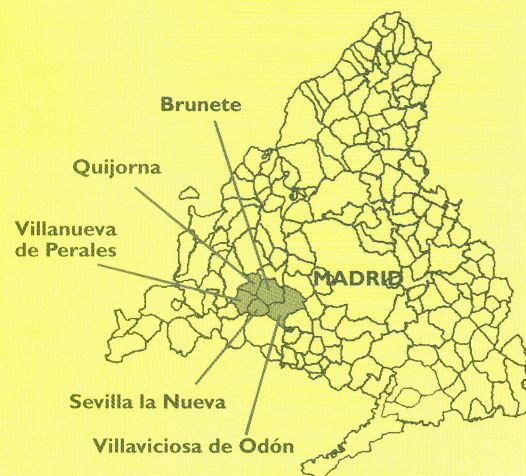 Brunete
Quijorna
Villanueva
de Perales
MADRID
Sevilla la Nueva
Villaviciosa de Odón